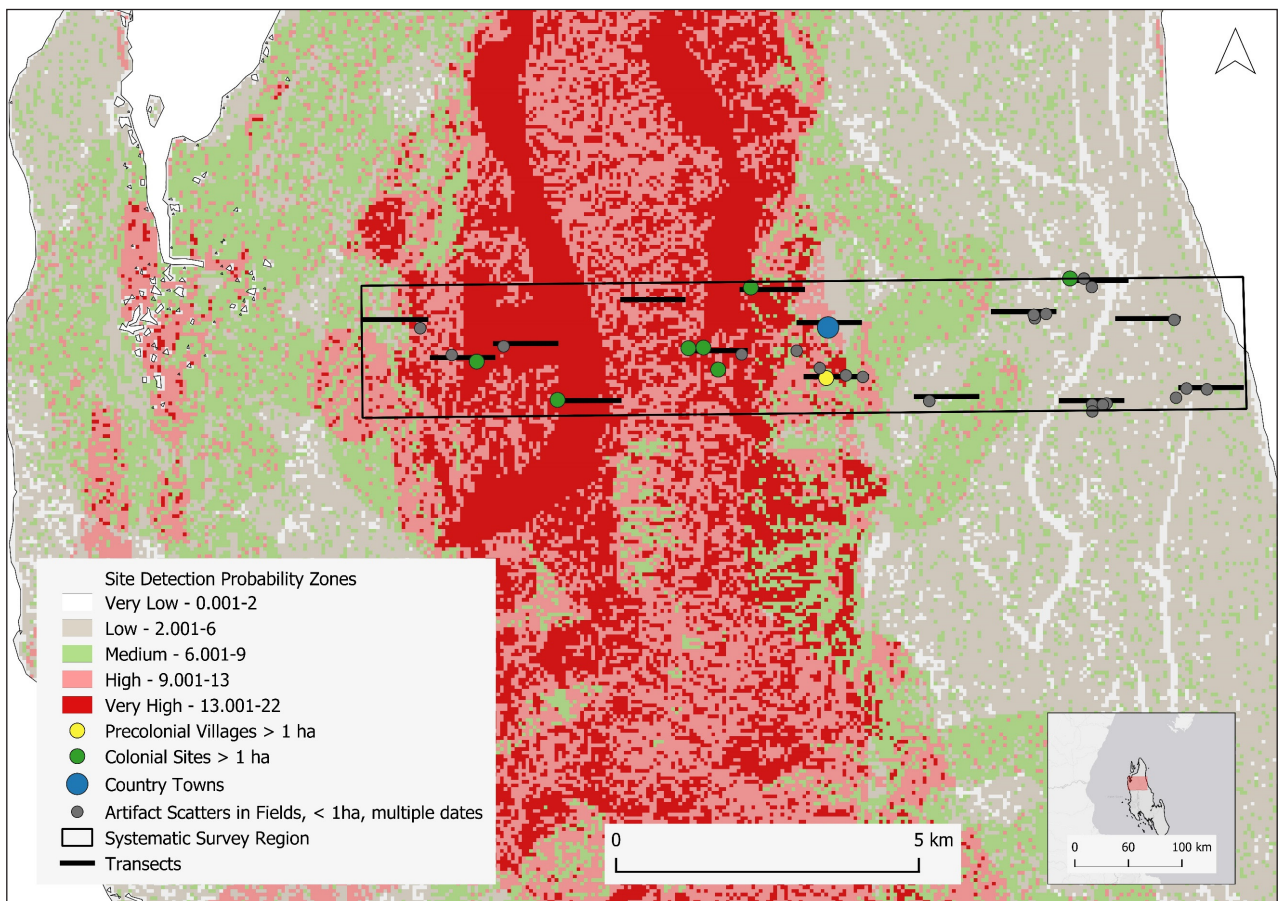 Site Detection Probability Zones
Very Low - 0.001-2
Low - 2.001-6
Medium - 6.001-9
High - 9.001-13
Very High - 13.001-22
Precolonial Villages > 1 ha
Colonial Sites > 1 ha
Country Towns
Artifact Scatters in Fields, < 1ha, multiple dates
Systematic Survey Region
Transects
0 5 km
0 60 100 km